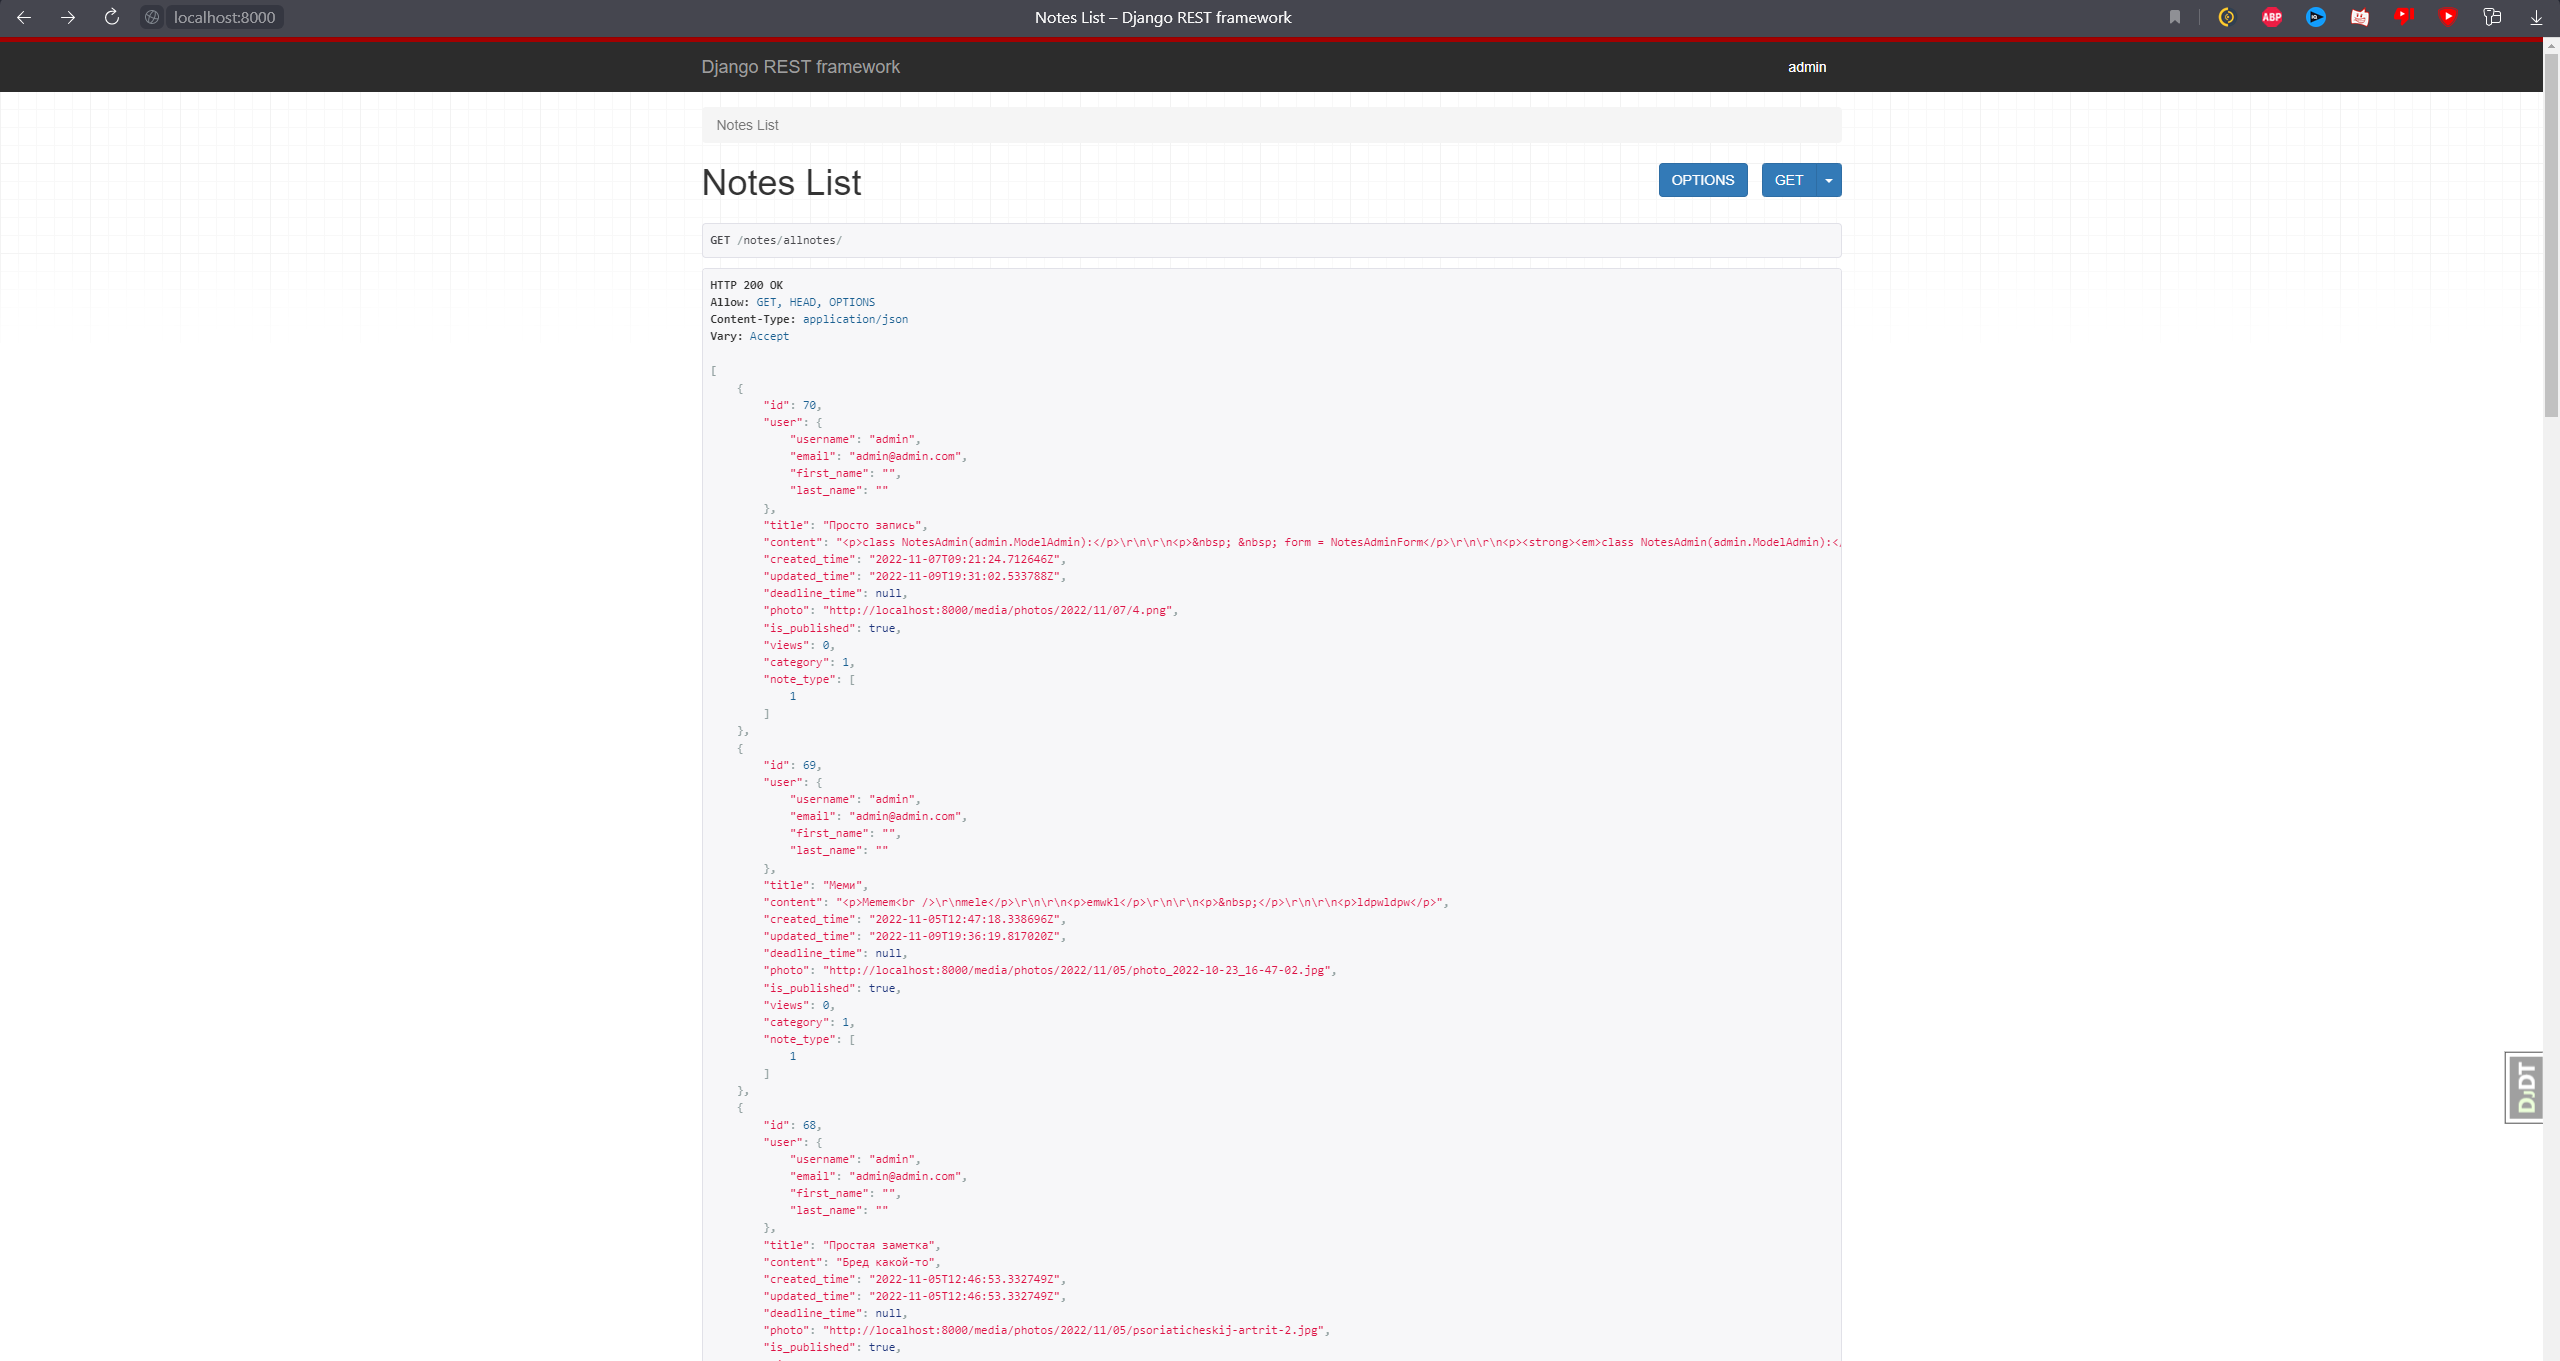 localhost:8000
Notes List – Django REST framework
ABP
Django REST framework
admin
Notes List
Notes List
OPTIONS
GET
GET /notes/allnotes/
HTTP 200 OK
Allow: GET, HEAD, OPTIONS
Content-Type: application/json
Vary: Accept
[
{
"id": 70,
"user": {
"username": "admin",
"email": "admin@admin.com",
"first_name": "",
"last_name": ""
},
"title": "Просто запись",
"content": "<p>class NotesAdmin(admin.ModelAdmin):</p>\r\n\r\n<p>&nbsp; &nbsp; form = NotesAdminForm</p>\r\n\r\n<p><strong><em>class NotesAdmin(admin.ModelAdmin):</
"created_time": "2022-11-07T09:21:24.712646Z",
"updated_time": "2022-11-09T19:31:02.533788Z",
"deadline_time": null,
"photo": "http://localhost:8000/media/photos/2022/11/07/4.png",
"is_published": true,
"views": 0,
"category": 1,
"note_type": [
1
]
},
{
"id": 69,
"user": {
"username": "admin",
"email": "admin@admin.com",
"first_name": "",
"last_name": ""
},
"title": "Меми",
"content": "<p>Memem<br />\r\nmele</p>\r\n\r\n<p>emwkl</p>\r\n\r\n<p>&nbsp;</p>\r\n\r\n<p>ldpwldpw</p>",
"created_time": "2022-11-05T12:47:18.338696Z",
"updated_time": "2022-11-09T19:36:19.817020Z",
"deadline_time": null,
"photo": "http://localhost:8000/media/photos/2022/11/05/photo_2022-10-23_16-47-02.jpg",
"is_published": true,
"views": 0,
"category": 1,
"note_type": [
1
]
},
{
"id": 68,
"user": {
"username": "admin",
"email": "admin@admin.com",
"first_name": "",
"last_name": ""
},
"title": "Простая заметка",
"content": "Бред какой-то",
"created_time": "2022-11-05T12:46:53.332749Z",
"updated_time": "2022-11-05T12:46:53.332749Z",
"deadline_time": null,
"photo": "http://localhost:8000/media/photos/2022/11/05/psoriaticheskij-artrit-2.jpg",
"is_published": true,
DJDT